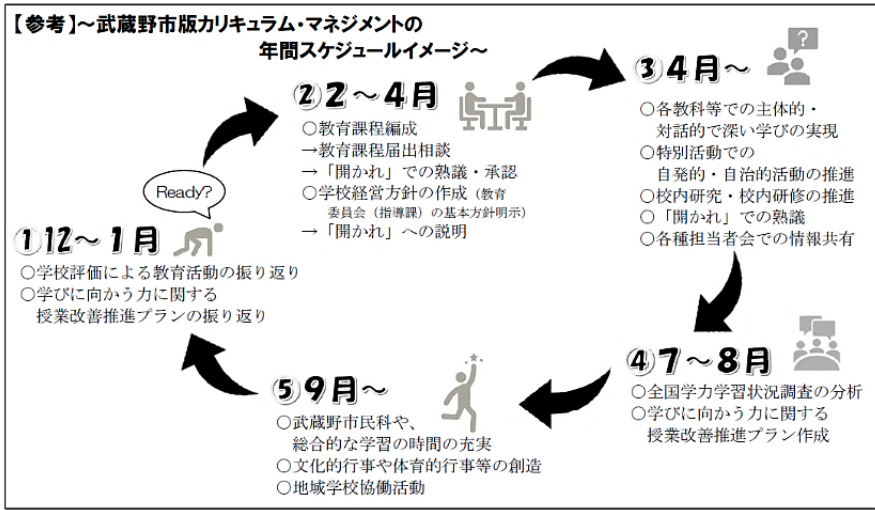 【参考】～武蔵野市版カリキュラム・マネジメントの
年間スケジュールイメージ～
Ready?
①12～1月
○学校評価による教育活動の振り返り
○学びに向かう力に関する
授業改善推進プランの振り返り
②2～4月
○教育課程編成
→教育課程届出相談
→「開かれ」での熟議・承認
○学校経営方針の作成（教育
委員会（指導課）の基本方針明示）
→「開かれ」への説明
③4月～
?
○各教科等での主体的・
対話的で深い学びの実現
○特別活動での
自発的・自治的活動の推進
○校内研究・校内研修の推進
○「開かれ」での熟議
○各種担当者会での情報共有
④7～8月
○全国学力学習状況調査の分析
○学びに向かう力に関する
授業改善推進プラン作成
⑤9月～
○武蔵野市民科や、
総合的な学習の時間の充実
○文化的行事や体育的行事等の創造
○地域学校協働活動